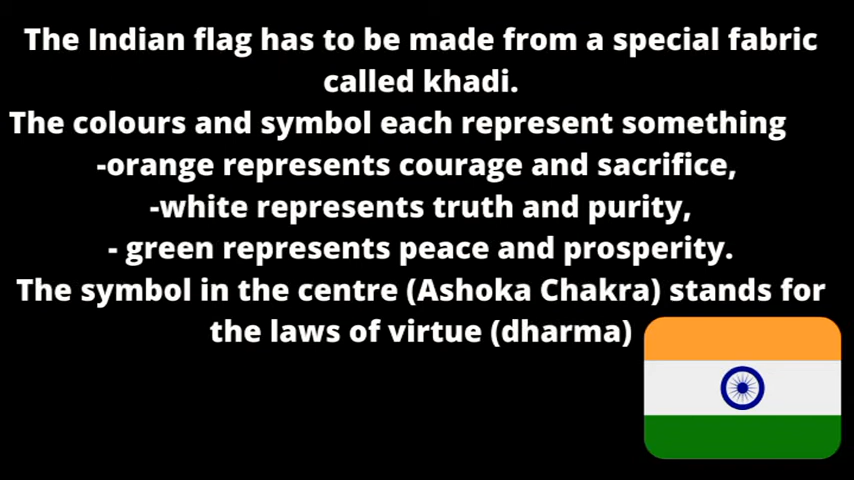 The Indian flag has to be made from a special fabric
called khadi.
The colours and symbol each represent something
-orange represents courage and sacrifice,
-white represents truth and purity,
- green represents peace and prosperity.
The symbol in the centre (Ashoka Chakra) stands for
the laws of virtue (dharma)